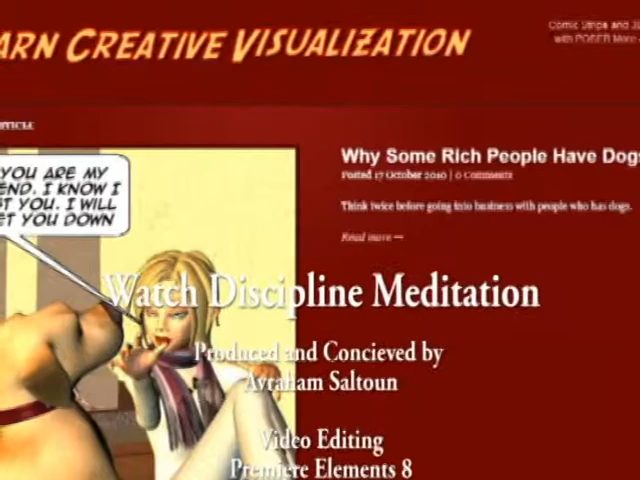 ARN CREATIVE VISUALIZATION
Comic Strips and
with POSER More
ARTICLE
YOU ARE MY
END. I KNOW I
ST YOU. I WILL
ET YOU DOWN
Why Some Rich People Have Dogs
Posted 17 October 2010 | 0 Comments
Think twice before going into business with people who has dogs.
Read more
Watch Discipline Meditation
Produced and Concieved by
Avraham Saltoun
Video Editing
Premiere Elements 8